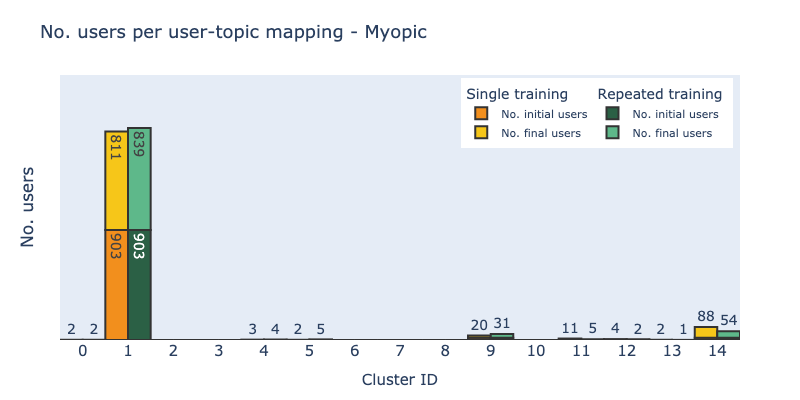 No. users per user-topic mapping - Myopic
Single training
Repeated training
No. initial users
No. initial users
No. final users
No. final users
No. users
811
839
903
903
2 2 3 4 2 5 20 31 11 5 4 2 2 1 88 54
0 1 2 3 4 5 6 7 8 9 10 11 12 13 14
Cluster ID